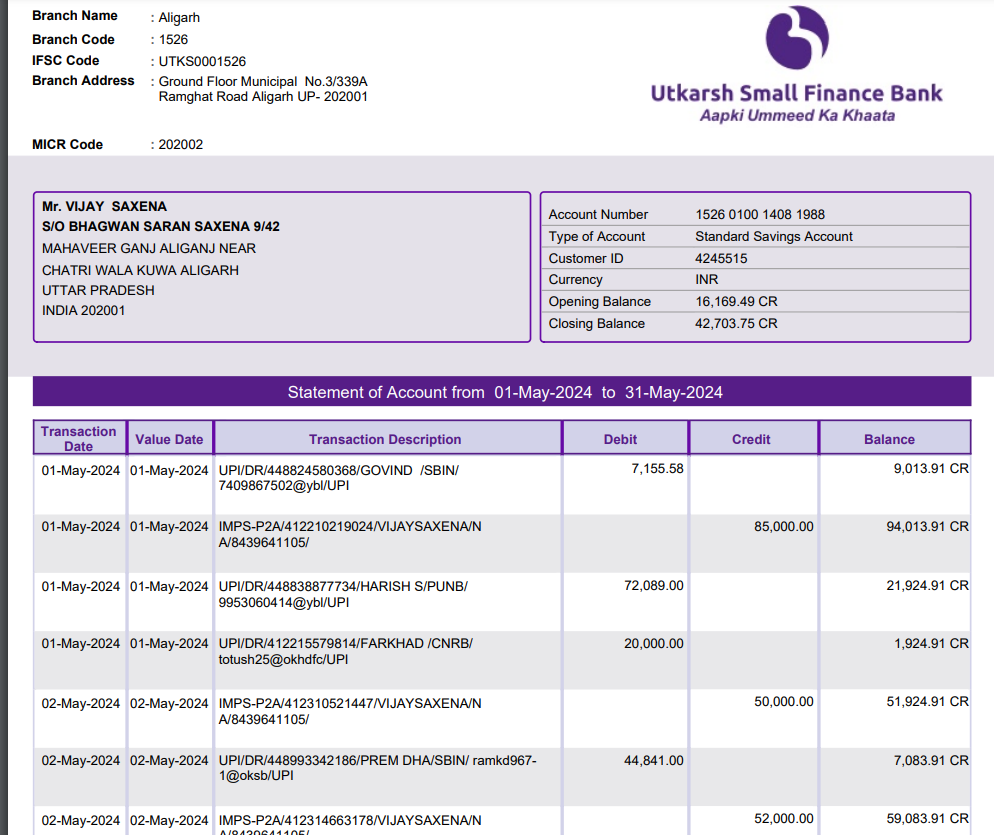 Branch Name : Aligarh
Branch Code : 1526
IFSC Code : UTKS0001526
Branch Address : Ground Floor Municipal No.3/339A
Ramghat Road Aligarh UP- 202001
MICR Code : 202002
Utkarsh Small Finance Bank
Aapki Ummeed Ka Khaata
Mr. VIJAY SAXENA
S/O BHAGWAN SARAN SAXENA 9/42
MAHAVEER GANJ ALIGANJ NEAR
CHATRI WALA KUWA ALIGARH
UTTAR PRADESH
INDIA 202001
Account Number 1526 0100 1408 1988
Type of Account Standard Savings Account
Customer ID 4245515
Currency INR
Opening Balance 16,169.49 CR
Closing Balance 42,703.75 CR
Statement of Account from 01-May-2024 to 31-May-2024
Transaction Date Value Date Transaction Description Debit Credit Balance
01-May-2024 01-May-2024 UPI/DR/448824580368/GOVIND /SBIN/ 7,155.58 9,013.91 CR
7409867502@ybl/UPI
01-May-2024 01-May-2024 IMPS-P2A/412210219024/VIJAYSAXENA/N 85,000.00 94,013.91 CR
A/8439641105/
01-May-2024 01-May-2024 UPI/DR/448838877734/HARISH S/PUNB/ 72,089.00 21,924.91 CR
9953060414@ybl/UPI
01-May-2024 01-May-2024 UPI/DR/412215579814/FARKHAD /CNRB/ 20,000.00 1,924.91 CR
totush25@okhdfc/UPI
02-May-2024 02-May-2024 IMPS-P2A/412310521447/VIJAYSAXENA/N 50,000.00 51,924.91 CR
A/8439641105/
02-May-2024 02-May-2024 UPI/DR/448993342186/PREM DHA/SBIN/ ramkd967- 44,841.00 7,083.91 CR
1@oksb/UPI
02-May-2024 02-May-2024 IMPS-P2A/412314663178/VIJAYSAXENA/N 52,000.00 59,083.91 CR
A/8439641105/